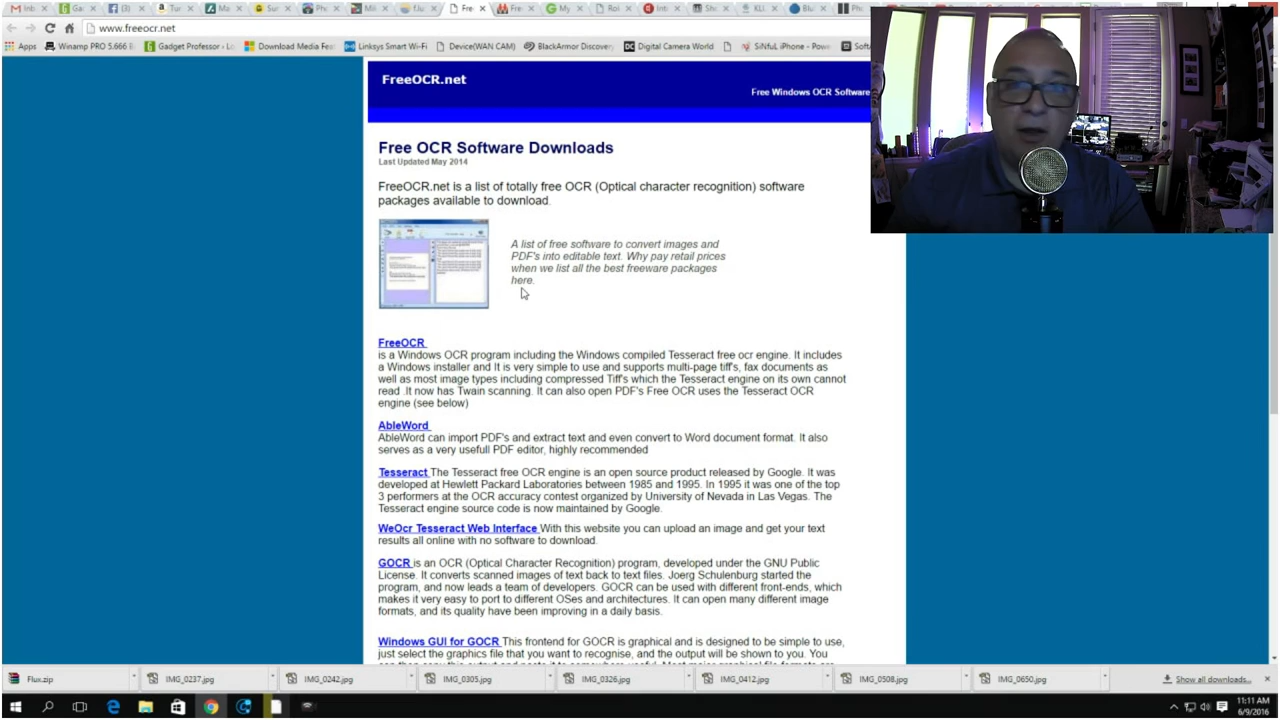 Inb
Ga
Tur
Ma
Sur
Ph
Mil
f.lu
Fre
Fre
My
Rol
Int
Sho
KLI
Blu
Ph
www.freeocr.net
Apps
Winamp PRO 5.666 B
Gadget Professor - Lo
Download Media Fea
Linksys Smart Wi-Fi
Device(WAN CAM)
BlackArmor Discovery
Digital Camera World
SiNfuL iPhone - Powe
Soft
FreeOCR.net
Free Windows OCR Software
Free OCR Software Downloads
Last Updated May 2014
FreeOCR.net is a list of totally free OCR (Optical character recognition) software
packages available to download.
A list of free software to convert images and
PDF's into editable text. Why pay retail prices
when we list all the best freeware packages
here.
FreeOCR
is a Windows OCR program including the Windows compiled Tesseract free ocr engine. It includes
a Windows installer and It is very simple to use and supports multi-page tiff's, fax documents as
well as most image types including compressed Tiff's which the Tesseract engine on its own cannot
read .It now has Twain scanning. It can also open PDF's Free OCR uses the Tesseract OCR
engine (see below)
AbleWord
AbleWord can import PDF's and extract text and even convert to Word document format. It also
serves as a very usefull PDF editor, highly recommended
Tesseract The Tesseract free OCR engine is an open source product released by Google. It was
developed at Hewlett Packard Laboratories between 1985 and 1995. In 1995 it was one of the top
3 performers at the OCR accuracy contest organized by University of Nevada in Las Vegas. The
Tesseract engine source code is now maintained by Google.
WeOcr Tesseract Web Interface With this website you can upload an image and get your text
results all online with no software to download.
GOCR is an OCR (Optical Character Recognition) program, developed under the GNU Public
License. It converts scanned images of text back to text files. Joerg Schulenburg started the
program, and now leads a team of developers. GOCR can be used with different front-ends, which
makes it very easy to port to different OSes and architectures. It can open many different image
formats, and its quality have been improving in a daily basis.
Windows GUI for GOCR This frontend for GOCR is graphical and is designed to be simple to use,
just select the graphics file that you want to recognise, and the output will be shown to you. You
Flux.zip
IMG_0237.jpg
IMG_0242.jpg
IMG_0305.jpg
IMG_0326.jpg
IMG_0412.jpg
IMG_0508.jpg
IMG_0650.jpg
Show all downloads...
11:11 AM
6/9/2016